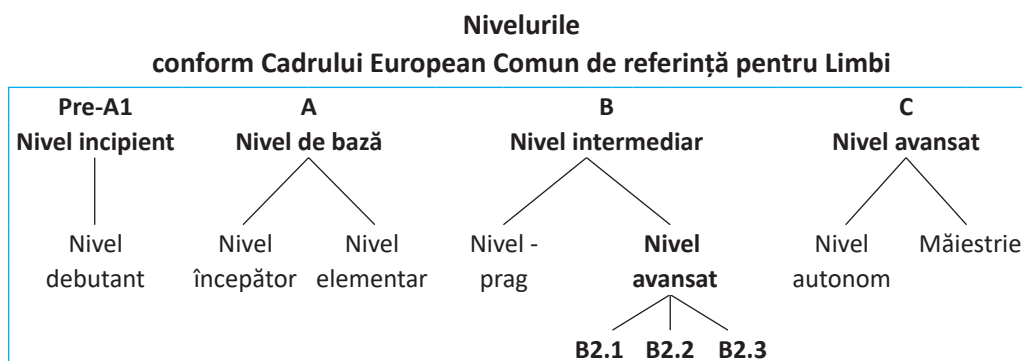 Nivelurile
conform Cadrului European Comun de referință pentru Limbi
Pre-A1 A B C
Nivel incipient Nivel de bază Nivel intermediar Nivel avansat
Nivel Nivel Nivel Nivel - Nivel Nivel Măiestrie
debutant începător elementar prag avansat autonom
B2.1 B2.2 B2.3